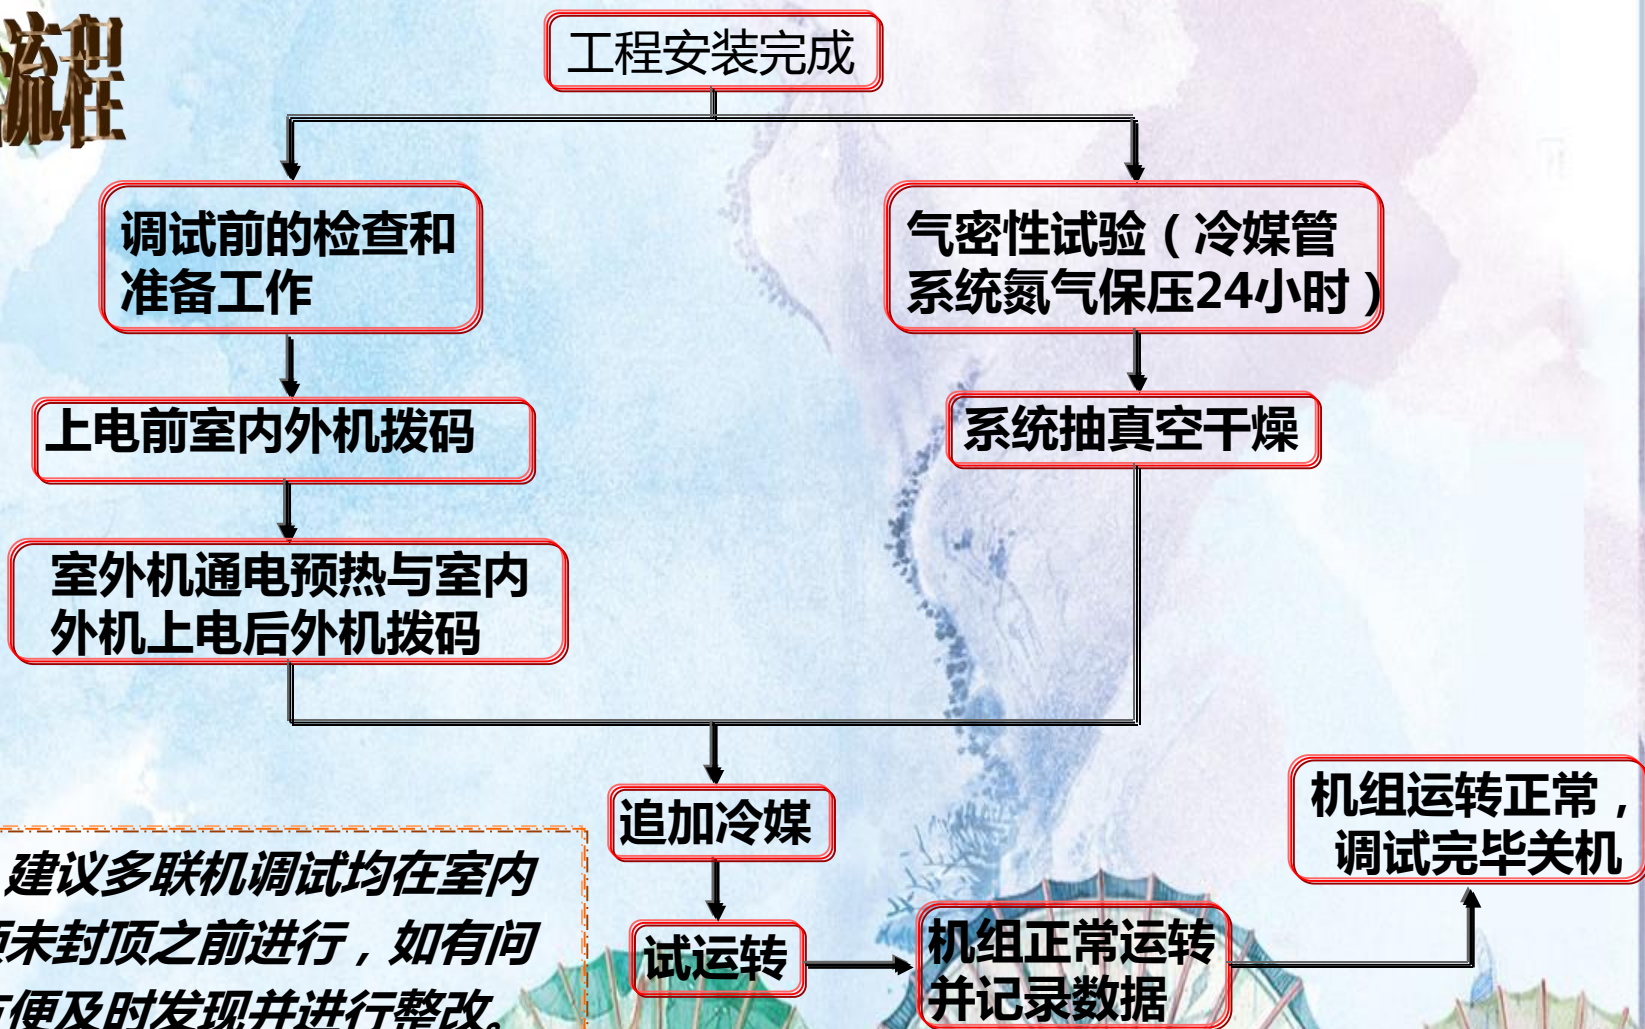 流程
工程安装完成
调试前的检查和
准备工作
气密性试验（冷媒管
系统氮气保压24小时）
上电前室内外机拨码
系统抽真空干燥
室外机通电预热与室内
外机上电后外机拨码
追加冷媒
机组运转正常，
调试完毕关机
建议多联机调试均在室内
未封顶之前进行，如有问
便及时发现并进行整改。
试运转
机组正常运转
并记录数据